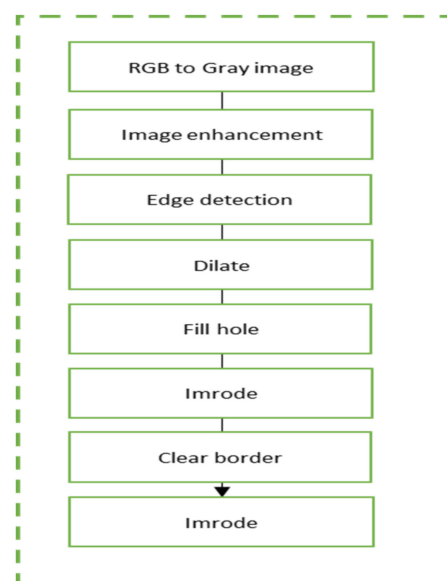 RGB to Gray image
Image enhancement
Edge detection
Dilate
Fill hole
Imrode
Clear border
Imrode